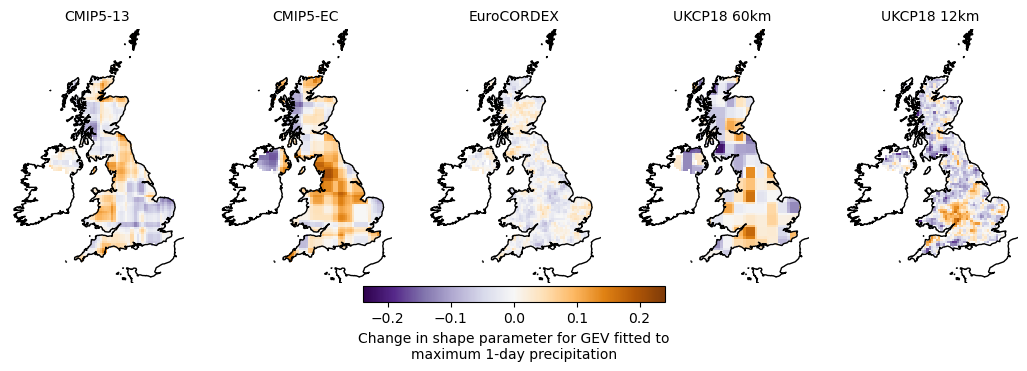 CMIP5-13
CMIP5-EC
EuroCORDEX
UKCP18 60km
UKCP18 12km
−0.2
−0.1
0.0
0.1
0.2
Change in shape parameter for GEV fitted to
maximum 1-day precipitation